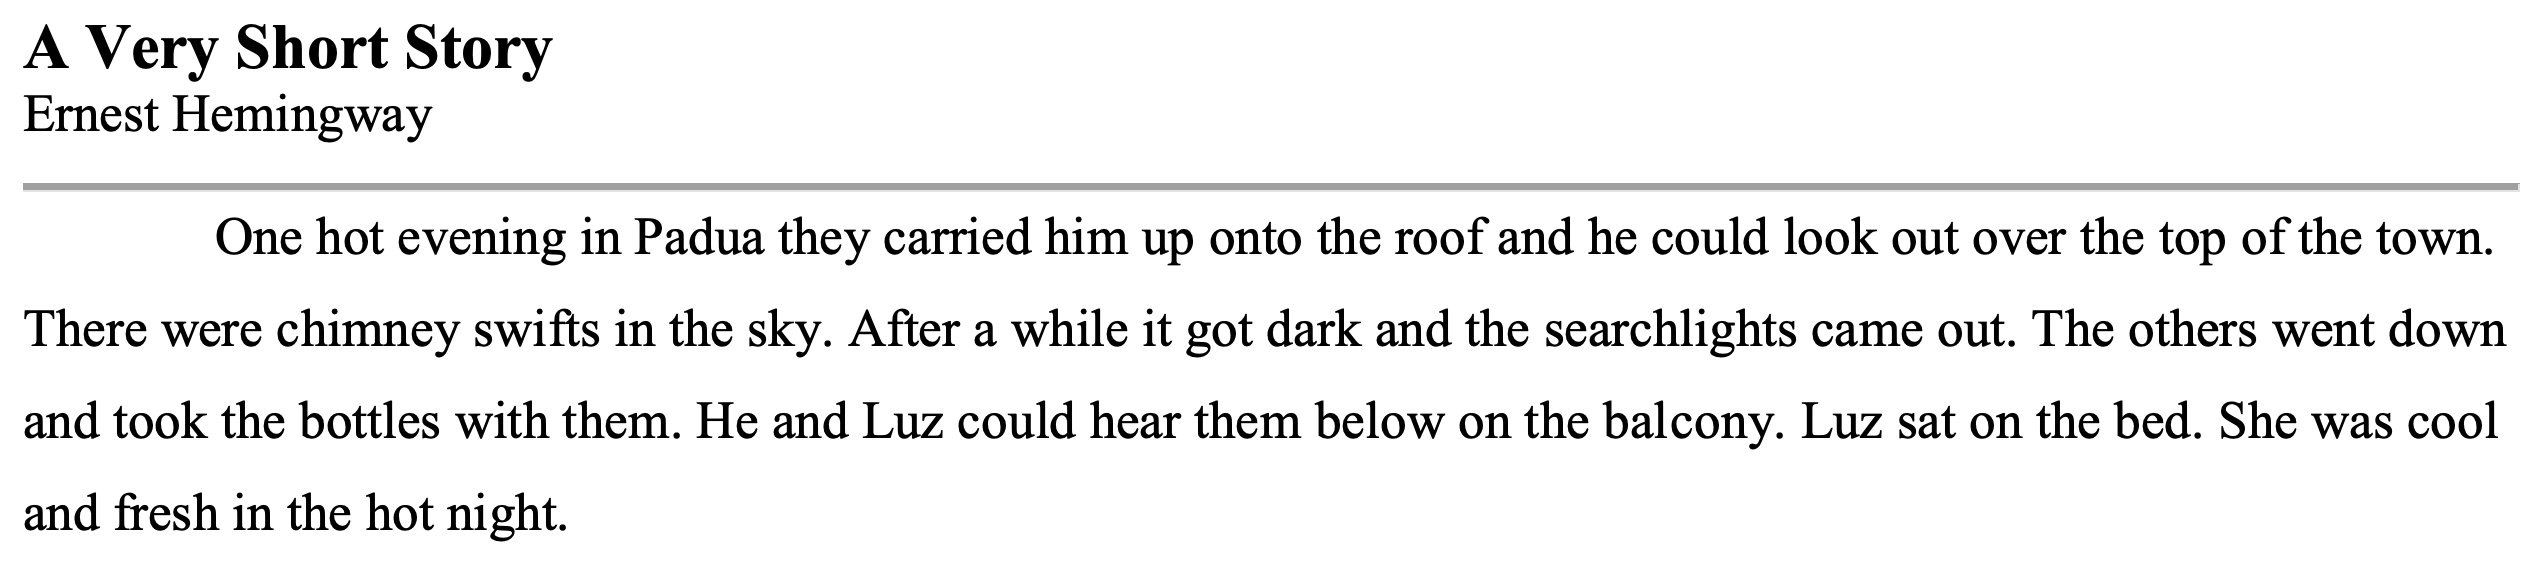 A Very Short Story
Ernest Hemingway
One hot evening in Padua they carried him up onto the roof and he could look out over the top of the town.
There were chimney swifts in the sky. After a while it got dark and the searchlights came out. The others went down
and took the bottles with them. He and Luz could hear them below on the balcony. Luz sat on the bed. She was cool
and fresh in the hot night.